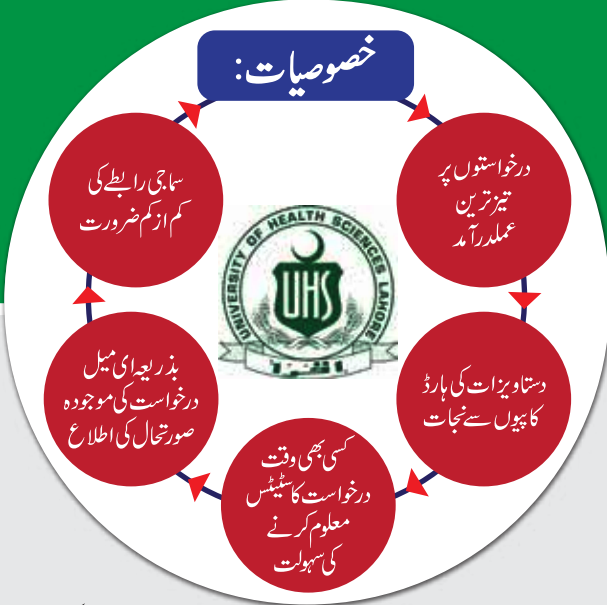 خصوصیات:
درخواستوں پر
تیز ترین
عملدرآمد
دستاویزات کی ہارڈ
کاپیوں سے نجات
کسی بھی وقت
درخواست کا سٹیٹس
معلوم کرنے
کی سہولت
بذریعہ ای میل
درخواست کی موجودہ
صورتحال کی اطلاع
سماجی رابطے کی
کم از کم ضرورت
UNIVERSITY OF HEALTH SCIENCES LAHORE
UHS